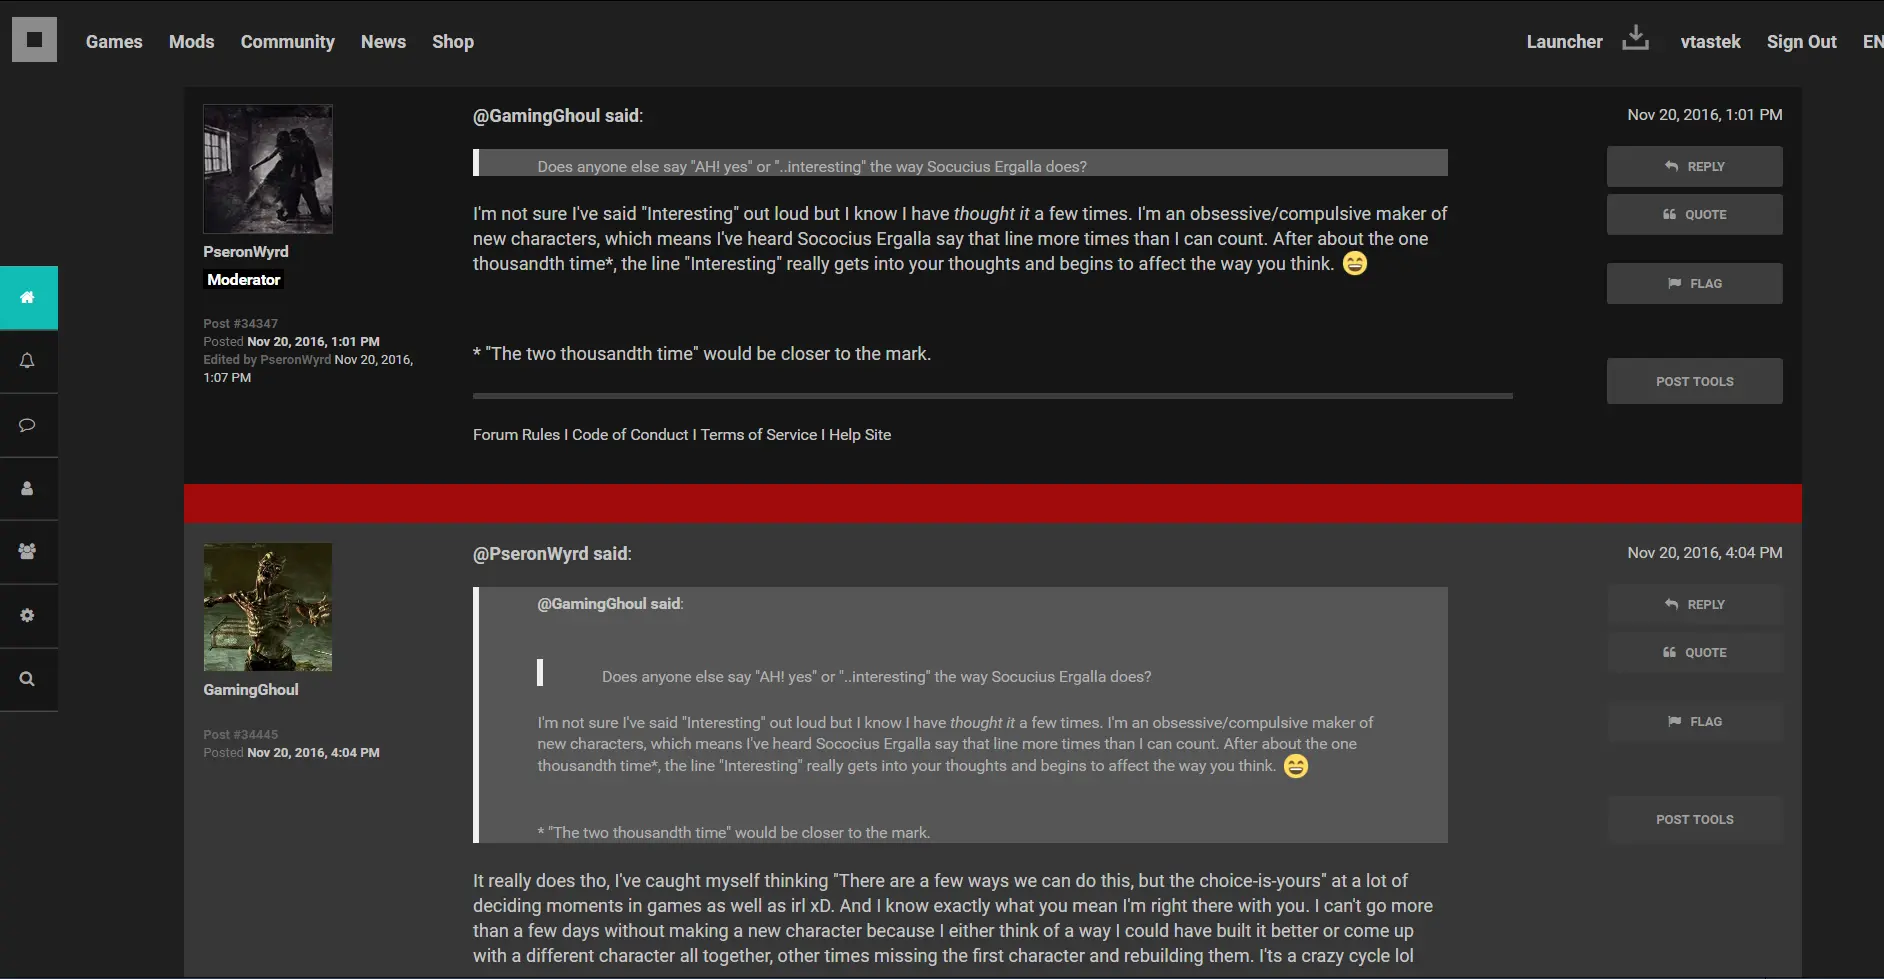 Games Mods Community News Shop Launcher vtastek Sign Out EN
@GamingGhoul said:
Nov 20, 2016, 1:01 PM
Does anyone else say "AH! yes" or "..interesting" the way Socucius Ergalla does?
REPLY
QUOTE
I'm not sure I've said "Interesting" out loud but I know I have thought it a few times. I'm an obsessive/compulsive maker of
new characters, which means I've heard Sococius Ergalla say that line more times than I can count. After about the one
thousandth time*, the line "Interesting" really gets into your thoughts and begins to affect the way you think. 😄
PseronWyrd
Moderator
FLAG
Post #34347
Posted Nov 20, 2016, 1:01 PM
Edited by PseronWyrd Nov 20, 2016,
1:07 PM
* "The two thousandth time" would be closer to the mark.
POST TOOLS
Forum Rules I Code of Conduct I Terms of Service I Help Site
@PseronWyrd said:
Nov 20, 2016, 4:04 PM
@GamingGhoul said:
REPLY
QUOTE
Does anyone else say "AH! yes" or "..interesting" the way Socucius Ergalla does?
GamingGhoul
I'm not sure I've said "Interesting" out loud but I know I have thought it a few times. I'm an obsessive/compulsive maker of
new characters, which means I've heard Sococius Ergalla say that line more times than I can count. After about the one
thousandth time*, the line "Interesting" really gets into your thoughts and begins to affect the way you think. 😄
FLAG
Post #34445
Posted Nov 20, 2016, 4:04 PM
* "The two thousandth time" would be closer to the mark.
POST TOOLS
It really does tho, I've caught myself thinking "There are a few ways we can do this, but the choice-is-yours" at a lot of
deciding moments in games as well as irl xD. And I know exactly what you mean I'm right there with you. I can't go more
than a few days without making a new character because I either think of a way I could have built it better or come up
with a different character all together, other times missing the first character and rebuilding them. I'ts a crazy cycle lol